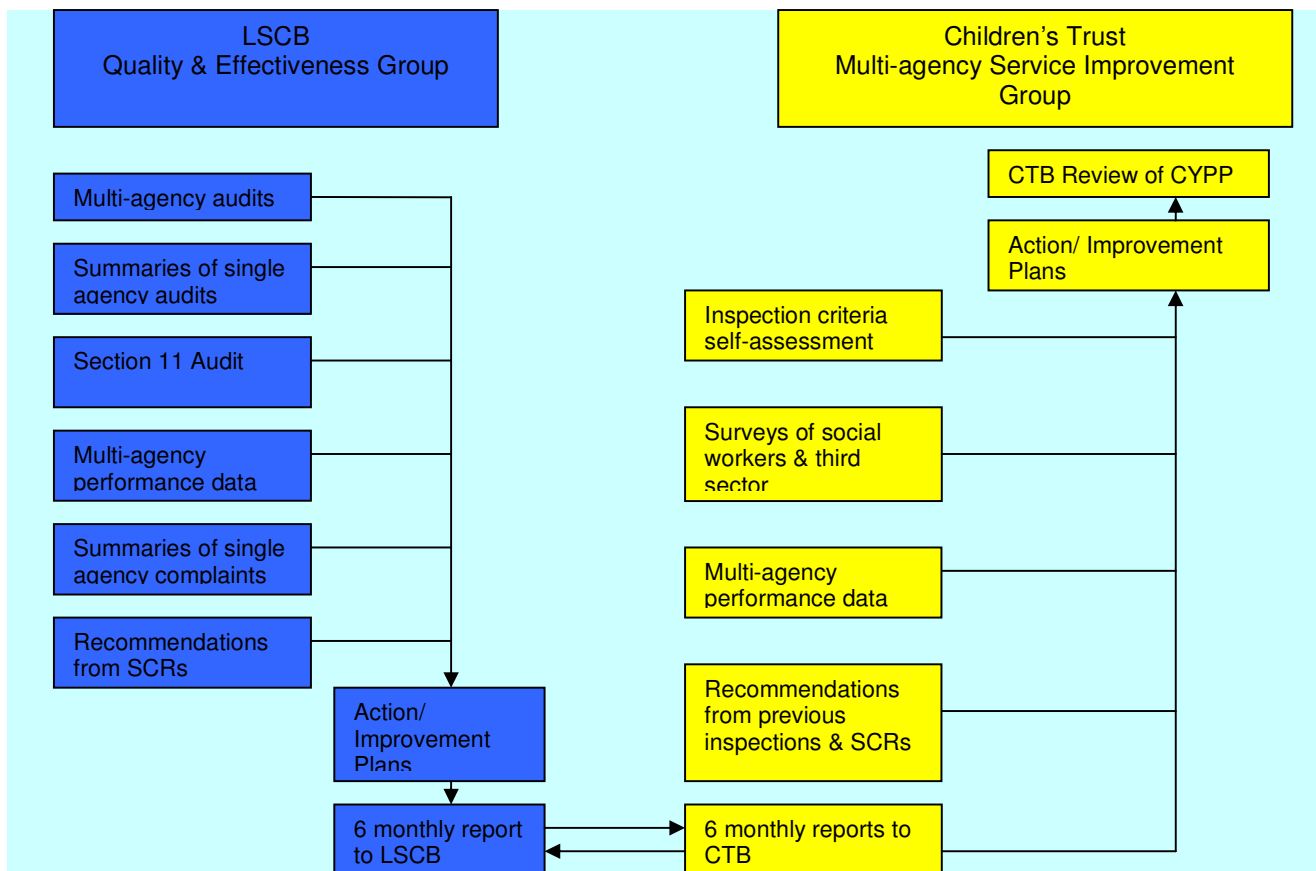 LSCB
Quality & Effectiveness Group
Multi-agency audits
Summaries of single
agency audits
Section 11 Audit
Multi-agency
performance data
Summaries of single
agency complaints
Recommendations
from SCRs
Action/
Improvement
Plans
6 monthly report
to LSCB
Children's Trust
Multi-agency Service Improvement
Group
CTB Review of CYPP
Action/ Improvement
Plans
Inspection criteria
self-assessment
Surveys of social
workers & third
sector
Multi-agency
performance data
Recommendations
from previous
inspections & SCRs
6 monthly reports to
CTB